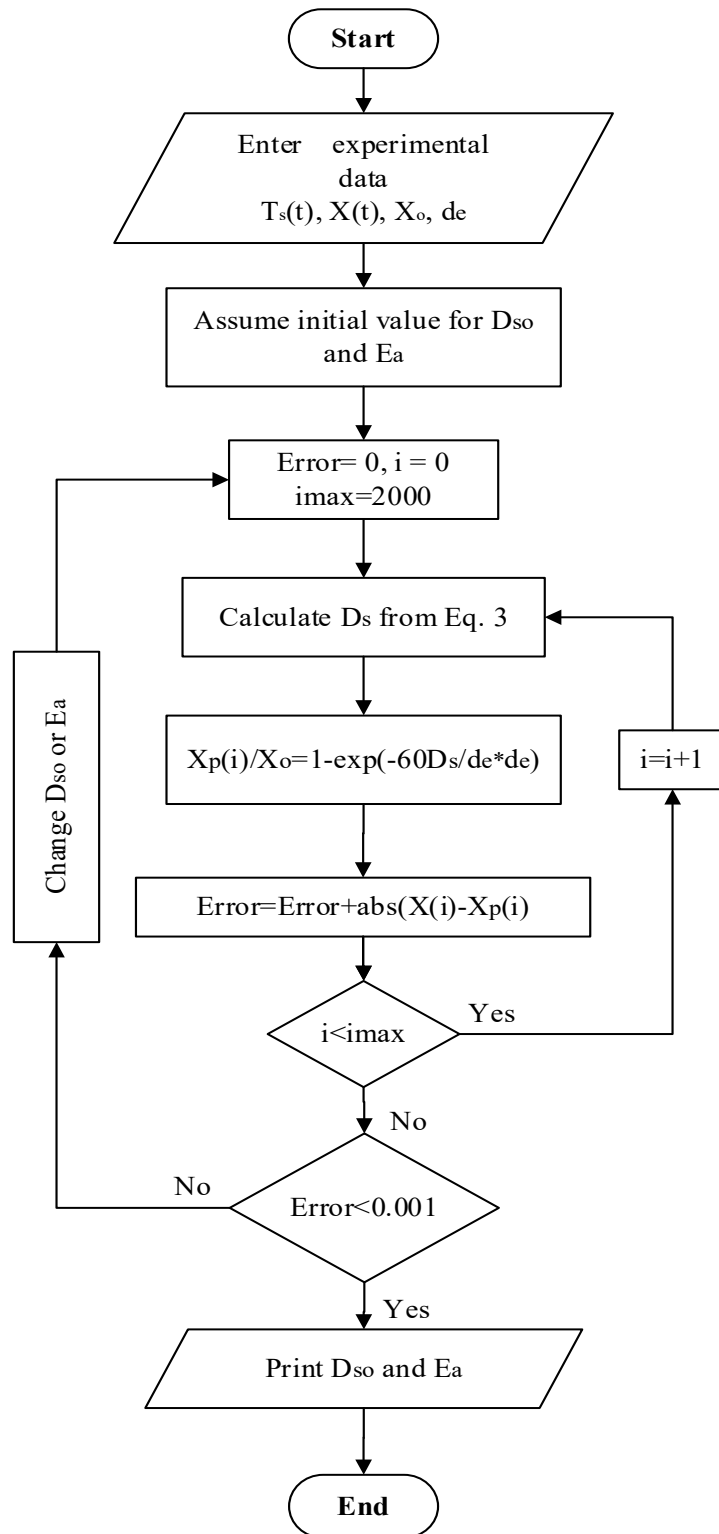 Start
Enter experimental
data
Ts(t), X(t), Xo, de
Assume initial value for Dso
and Ea
Error= 0, i = 0
imax=2000
Calculate Ds from Eq. 3
Change Dso or Ea
Xp(i)/Xo=1-exp(-60Ds/de*de)
i=i+1
Error=Error+abs(X(i)-Xp(i)
i<imax
Yes
No
Error<0.001
No
Yes
Print Dso and Ea
End